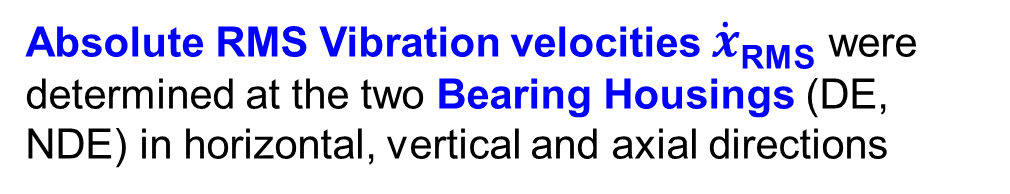 Absolute RMS Vibration velocities ẋRMS were
determined at the two Bearing Housings (DE,
NDE) in horizontal, vertical and axial directions